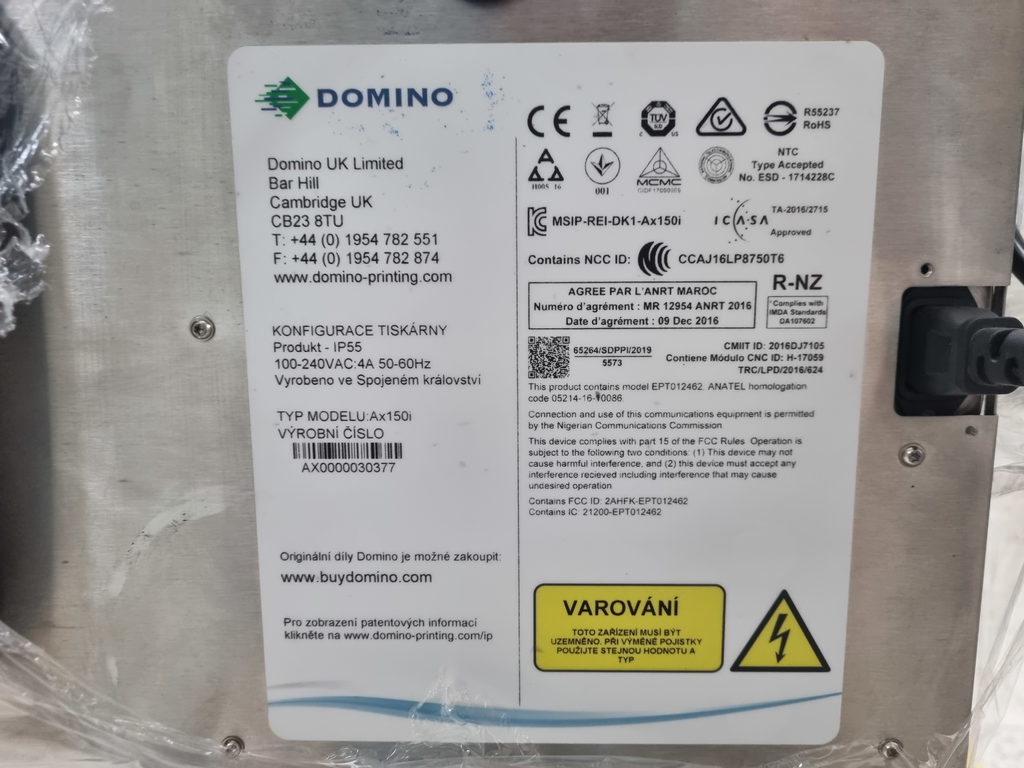 DOMINO
Domino UK Limited
Bar Hill
Cambridge UK
CB23 8TU
T: +44 (0) 1954 782 551
F: +44 (0) 1954 782 874
www.domino-printing.com
KONFIGURACE TISKÁRNY
Produkt - IP55
100-240VAC:4A 50-60Hz
Vyrobeno ve Spojeném království
TYP MODELU:Ax150i
VÝROBNÍ ČÍSLO
AX0000030377
Originální díly Domino je možné zakoupit:
www.buydomino.com
Pro zobrazení patentových informací
klikněte na www.domino-printing.com/ip
CE
TÜV
C US
R55237
RoHS
H005 16
001
MCMC
NTC
Type Accepted
No. ESD - 1714228C
MSIP-REI-DK1-Ax150i
ICASA
TA-2016/2715
Approved
Contains NCC ID:
CCAJ16LP8750T6
AGREE PAR L'ANRT MAROC
Numéro d'agrément : MR 12954 ANRT 2016
Date d'agrément : 09 Dec 2016
R-NZ
Complies with
IMDA Standards
DA107602
65264/SDPPI/2019
5573
CMIIT ID: 2016DJ7105
Contiene Módulo CNC ID: H-17059
TRC/LPD/2016/624
This product contains model EPT012462. ANATEL homologation
code 05214-16-10086
Connection and use of this communications equipment is permitted
by the Nigerian Communications Commission
This device complies with part 15 of the FCC Rules. Operation is
subject to the following two conditions: (1) This device may not
cause harmful interference, and (2) this device must accept any
interference recieved including interference that may cause
undesired operation
Contains FCC ID: 2AHFK-EPT012462
Contains IC: 21200-EPT012462
VAROVÁNÍ
TOTO ZAŘÍZENÍ MUSÍ BÝT
UZEMNĚNO. PŘI VÝMĚNĚ POJISTKY
POUŽIJTE STEJNOU HODNOTU A
TYP